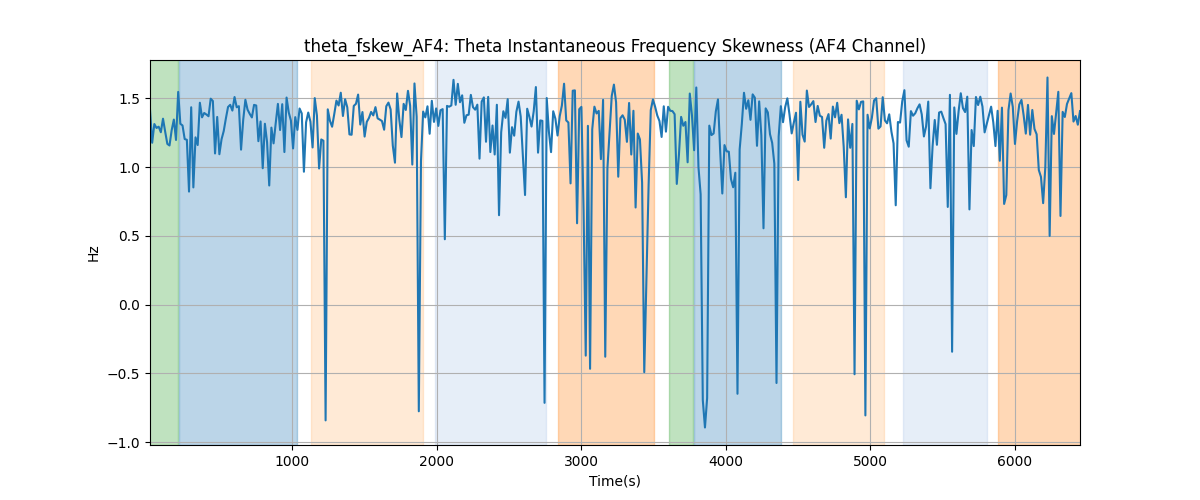 theta_fskew_AF4: Theta Instantaneous Frequency Skewness (AF4 Channel)
1.5
1.0
0.5
0.0
−0.5
−1.0
Hz
1000 2000 3000 4000 5000 6000
Time(s)